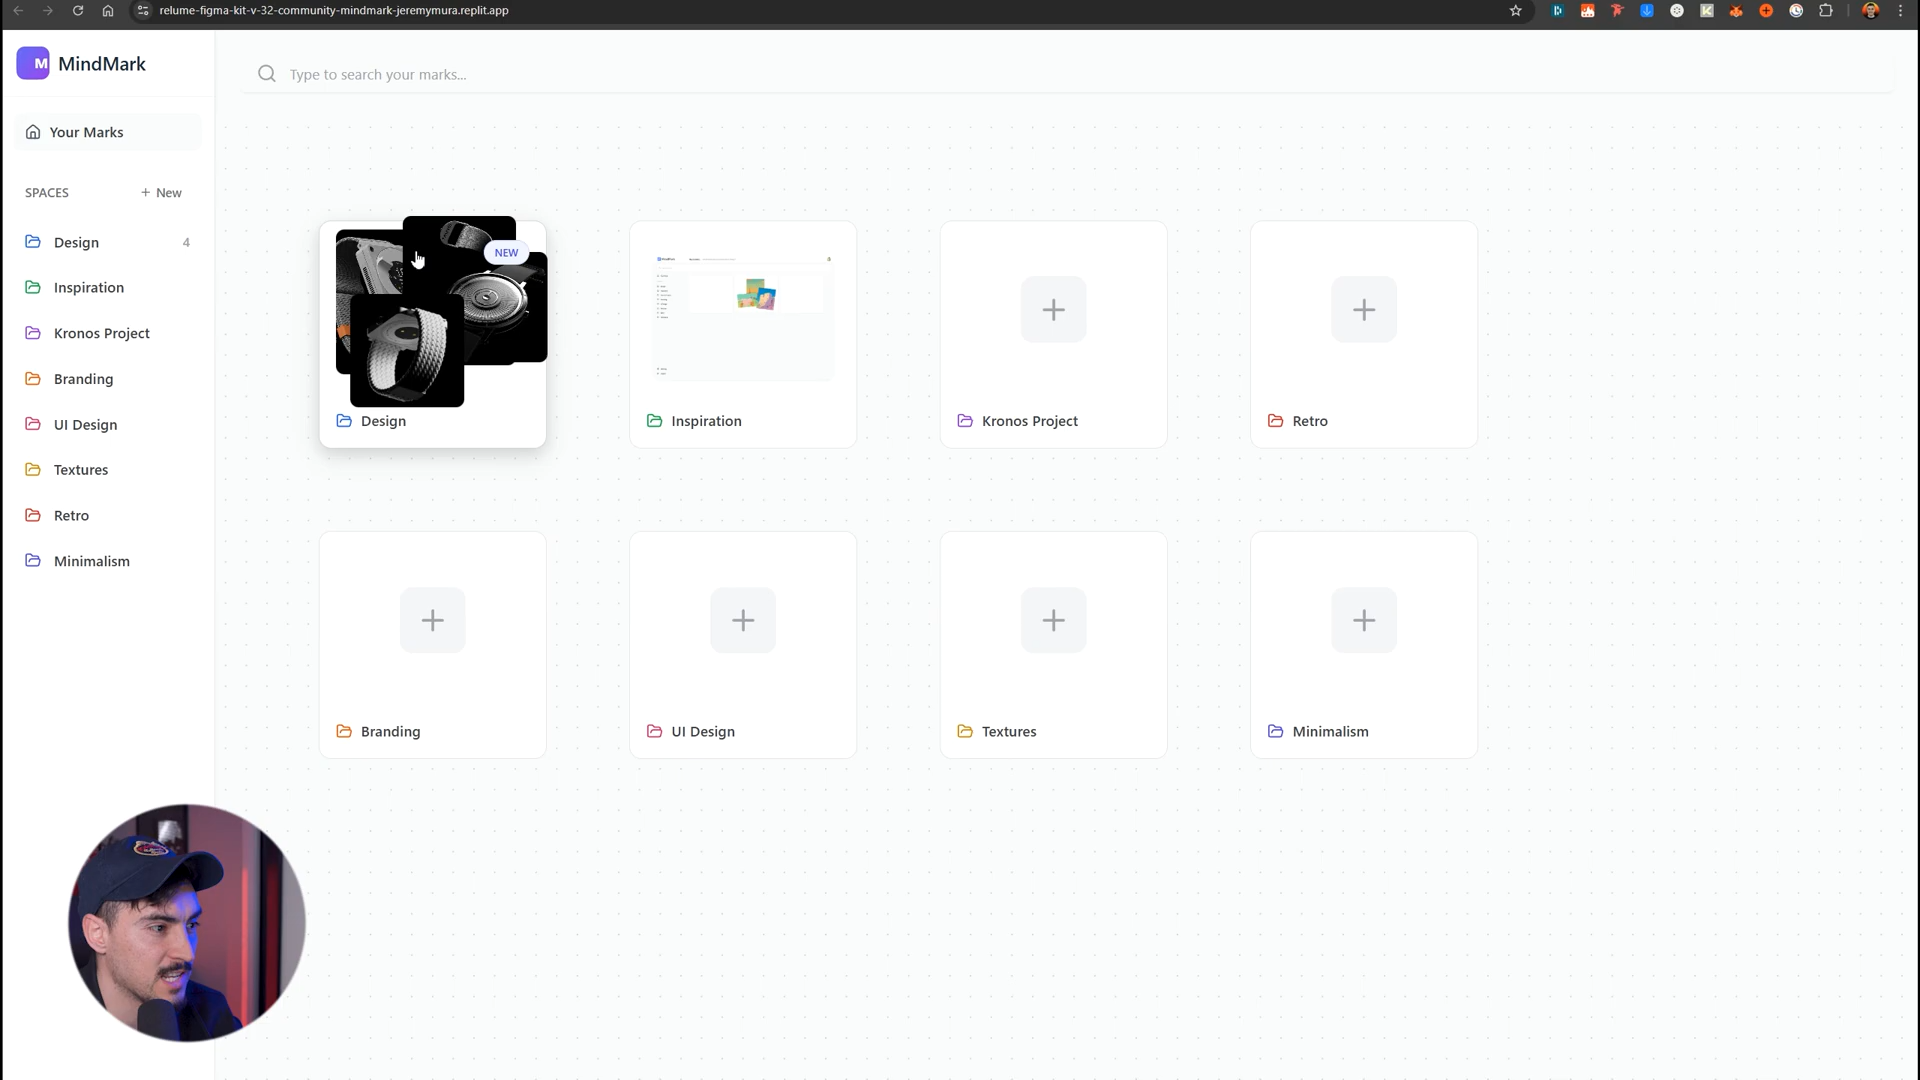 relume-figma-kit-v-32-community-mindmark-jeremymura.replit.app
M MindMark
Type to search your marks...
Your Marks
SPACES
+ New
Design 4
Inspiration
Kronos Project
Branding
UI Design
Textures
Retro
Minimalism
NEW
Design
Inspiration
Kronos Project
Retro
Branding
UI Design
Textures
Minimalism